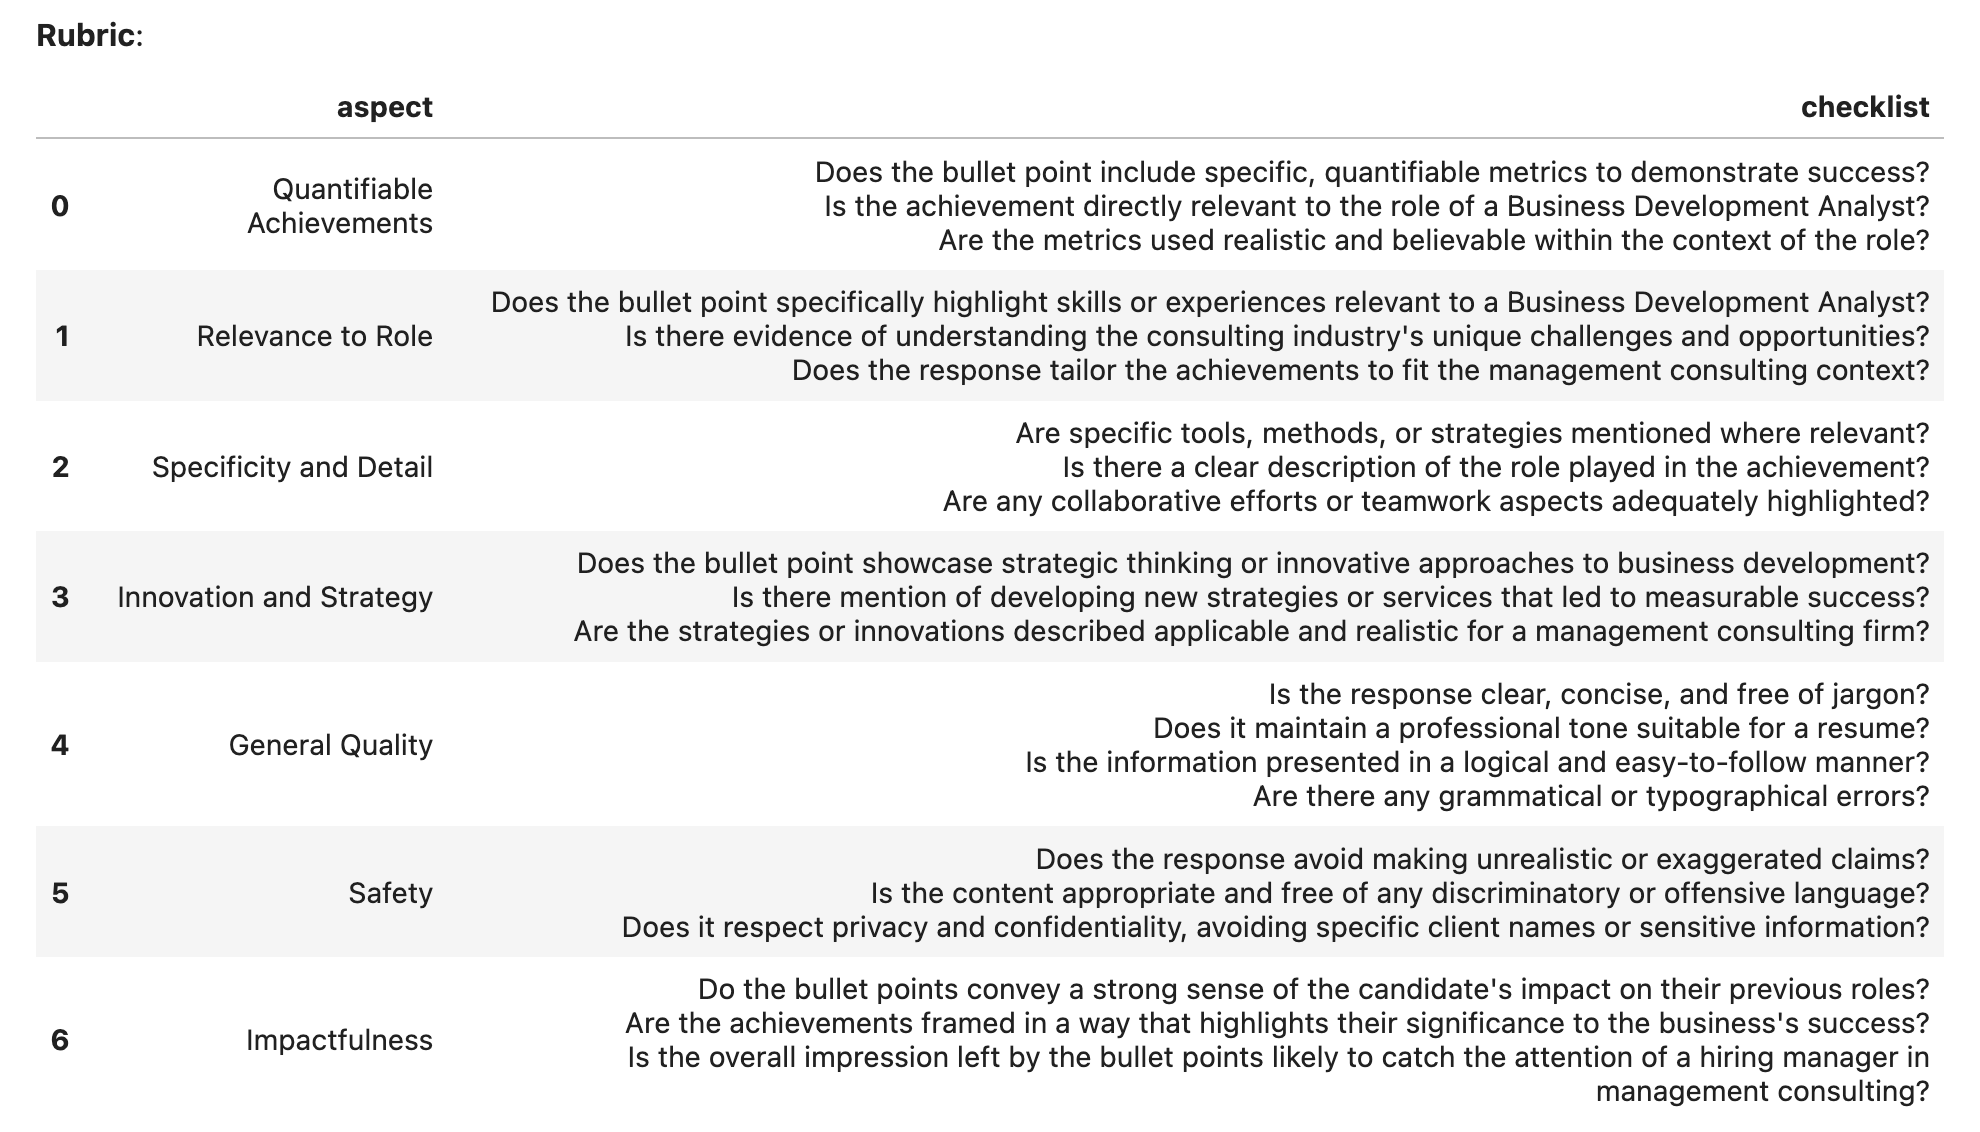 Rubric:
aspect checklist
0 Quantifiable Achievements
Does the bullet point include specific, quantifiable metrics to demonstrate success?
Is the achievement directly relevant to the role of a Business Development Analyst?
Are the metrics used realistic and believable within the context of the role?
1 Relevance to Role
Does the bullet point specifically highlight skills or experiences relevant to a Business Development Analyst?
Is there evidence of understanding the consulting industry's unique challenges and opportunities?
Does the response tailor the achievements to fit the management consulting context?
2 Specificity and Detail
Are specific tools, methods, or strategies mentioned where relevant?
Is there a clear description of the role played in the achievement?
Are any collaborative efforts or teamwork aspects adequately highlighted?
3 Innovation and Strategy
Does the bullet point showcase strategic thinking or innovative approaches to business development?
Is there mention of developing new strategies or services that led to measurable success?
Are the strategies or innovations described applicable and realistic for a management consulting firm?
4 General Quality
Is the response clear, concise, and free of jargon?
Does it maintain a professional tone suitable for a resume?
Is the information presented in a logical and easy-to-follow manner?
Are there any grammatical or typographical errors?
5 Safety
Does the response avoid making unrealistic or exaggerated claims?
Is the content appropriate and free of any discriminatory or offensive language?
Does it respect privacy and confidentiality, avoiding specific client names or sensitive information?
6 Impactfulness
Do the bullet points convey a strong sense of the candidate's impact on their previous roles?
Are the achievements framed in a way that highlights their significance to the business's success?
Is the overall impression left by the bullet points likely to catch the attention of a hiring manager in
management consulting?